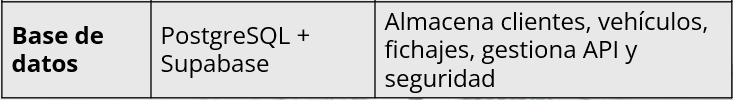 Base de
datos
PostgreSQL +
Supabase
Almacena clientes, vehículos,
fichajes, gestiona API y
seguridad